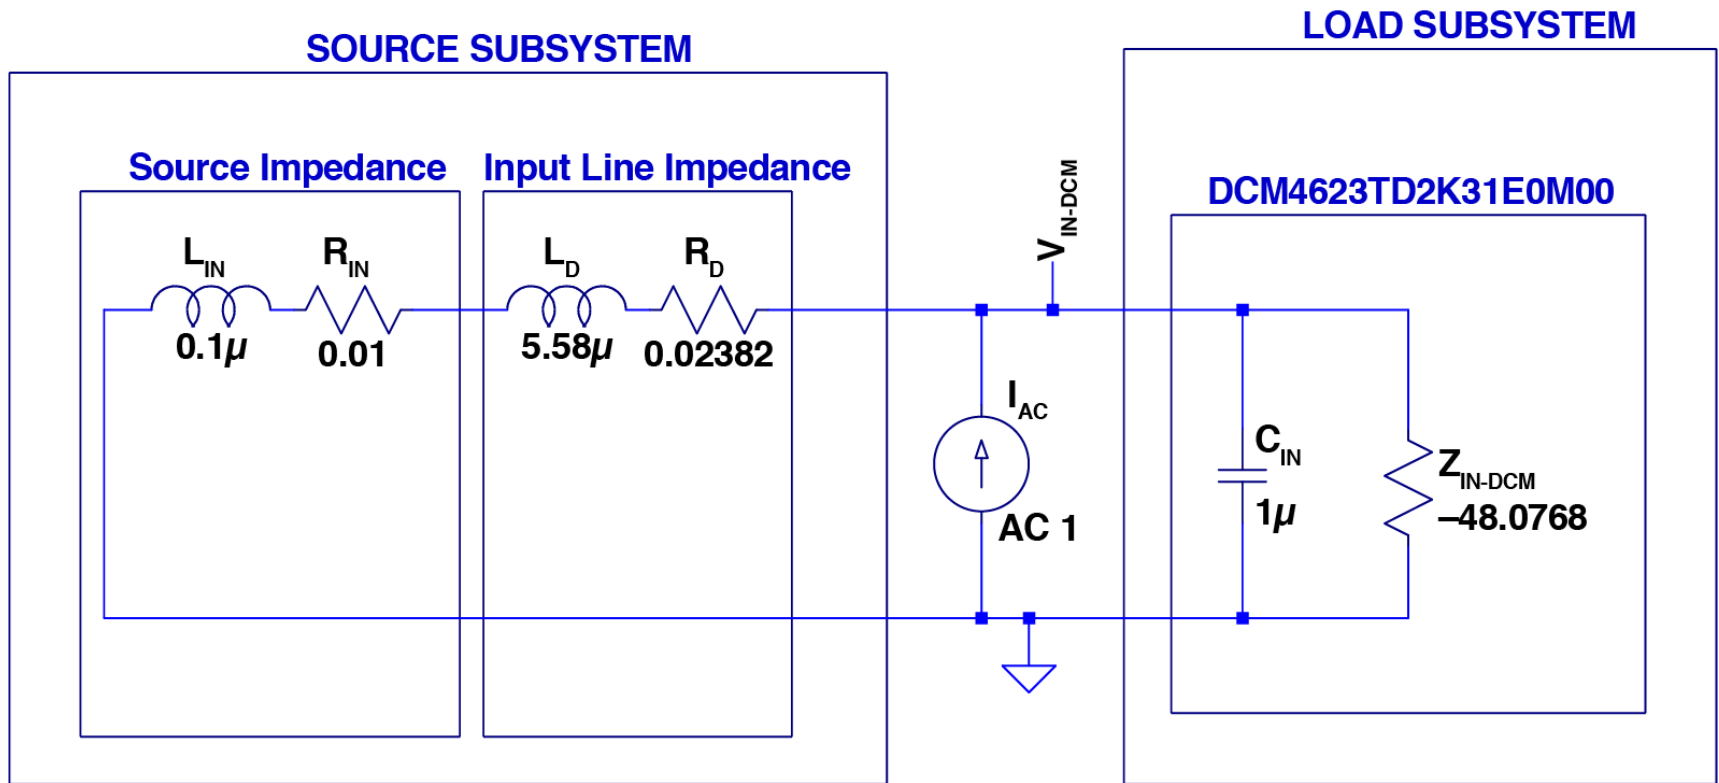 SOURCE SUBSYSTEM
LOAD SUBSYSTEM
Source Impedance
Input Line Impedance
DCM4623TD2K31E0M00
L_IN
R_IN
L_D
R_D
V_IN-DCM
0.1µ
0.01
5.58µ
0.02382
I_AC
AC 1
C_IN
1µ
Z_IN-DCM
–48.0768